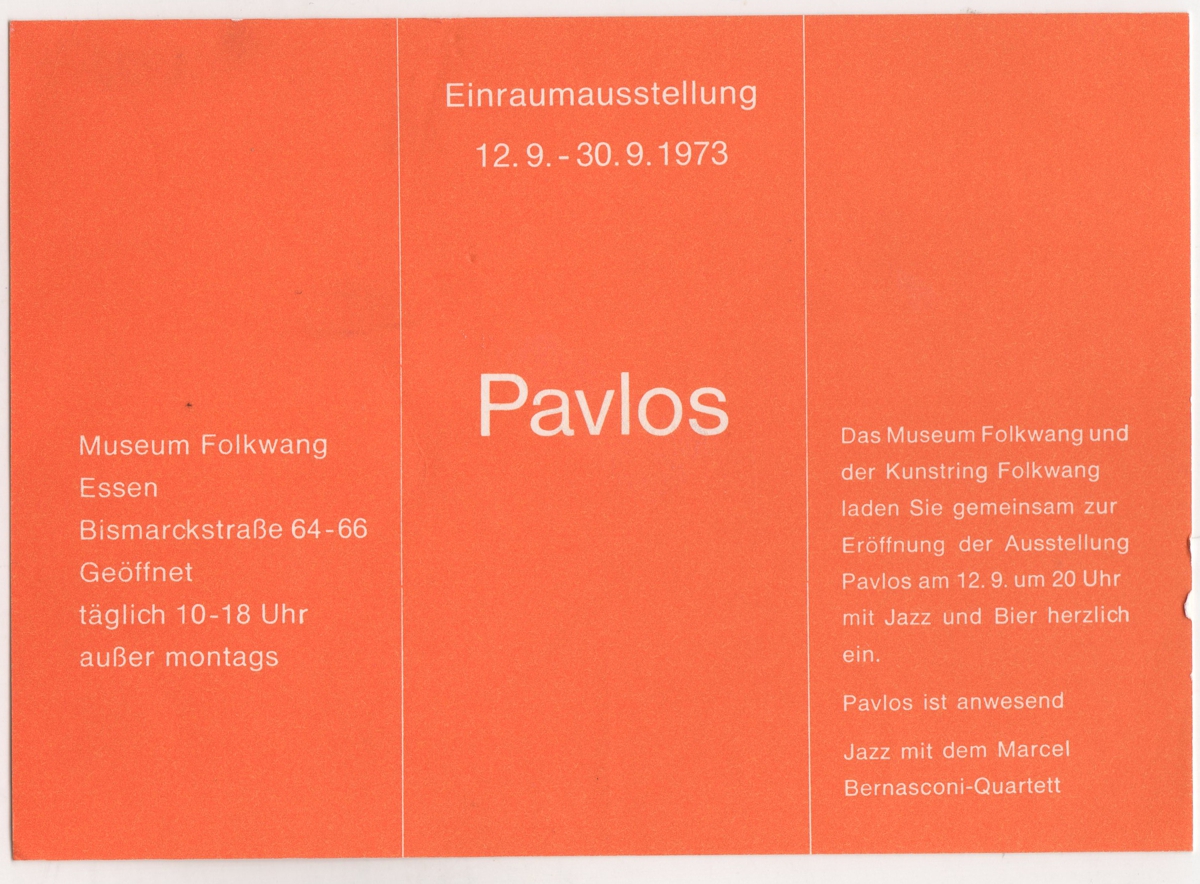 Einraumausstellung
12. 9. - 30. 9. 1973
Pavlos
Museum Folkwang
Essen
Bismarckstraße 64-66
Geöffnet
täglich 10-18 Uhr
außer montags
Das Museum Folkwang und
der Kunstring Folkwang
laden Sie gemeinsam zur
Eröffnung der Ausstellung
Pavlos am 12. 9. um 20 Uhr
mit Jazz und Bier herzlich
ein.
Pavlos ist anwesend
Jazz mit dem Marcel
Bernasconi-Quartett